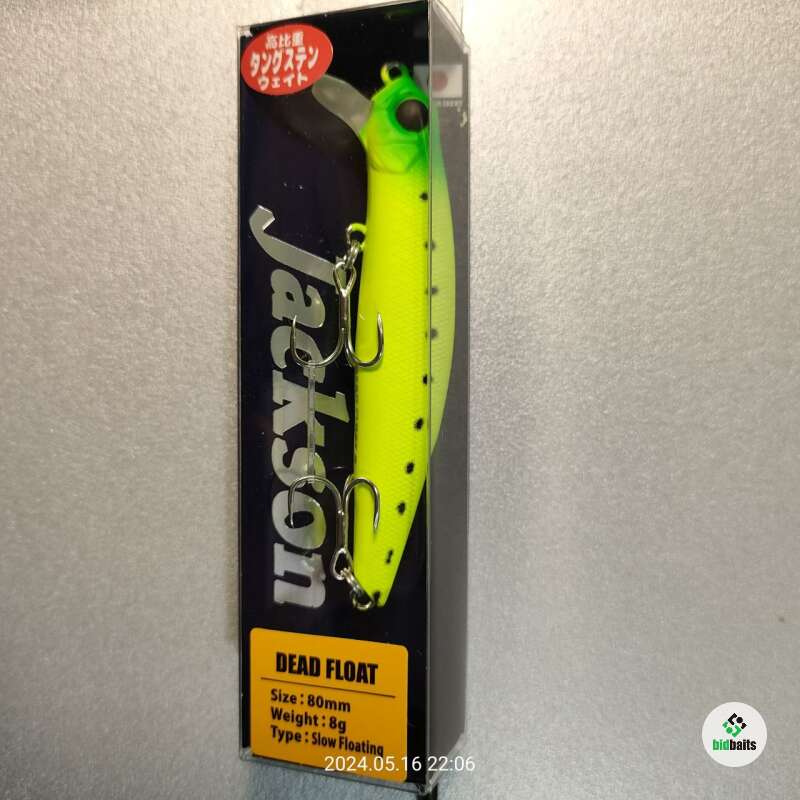 高比重
タングステン
ウェイト
Jackson
DEAD FLOAT
Size : 80mm
Weight : 8g
Type : Slow Floating
2024.05.16 22:06
bidbaits